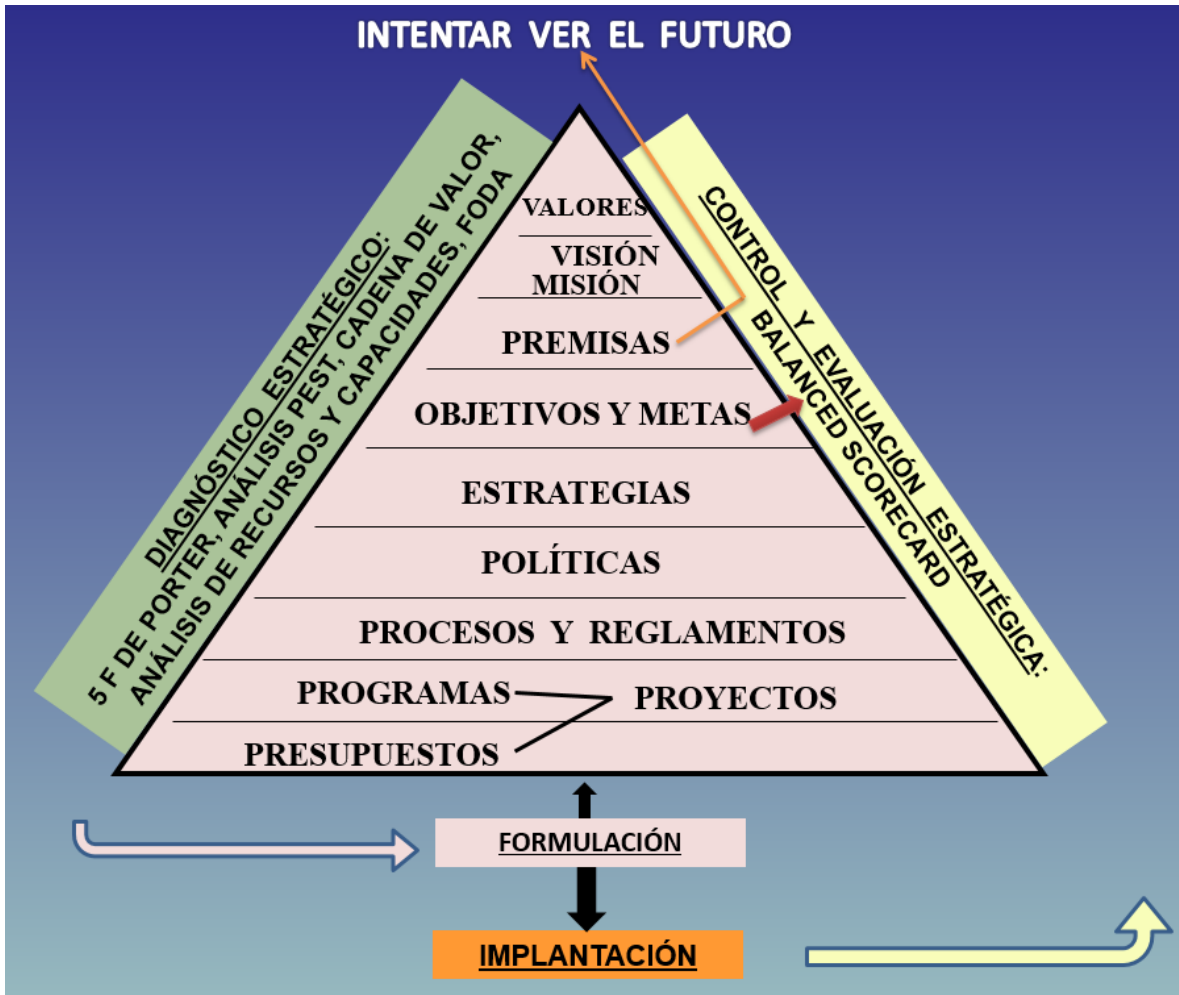 INTENTAR VER EL FUTURO
DIAGNÓSTICO ESTRATÉGICO:
5 F DE PORTER, ANÁLISIS PEST, CADENA DE VALOR,
ANÁLISIS DE RECURSOS Y CAPACIDADES, FODA
VALORES
VISIÓN
MISIÓN
PREMISAS
OBJETIVOS Y METAS
ESTRATEGIAS
POLÍTICAS
PROCESOS Y REGLAMENTOS
PROGRAMAS
PROYECTOS
PRESUPUESTOS
CONTROL Y EVALUACIÓN ESTRATÉGICA:
BALANCED SCORECARD
FORMULACIÓN
IMPLANTACIÓN